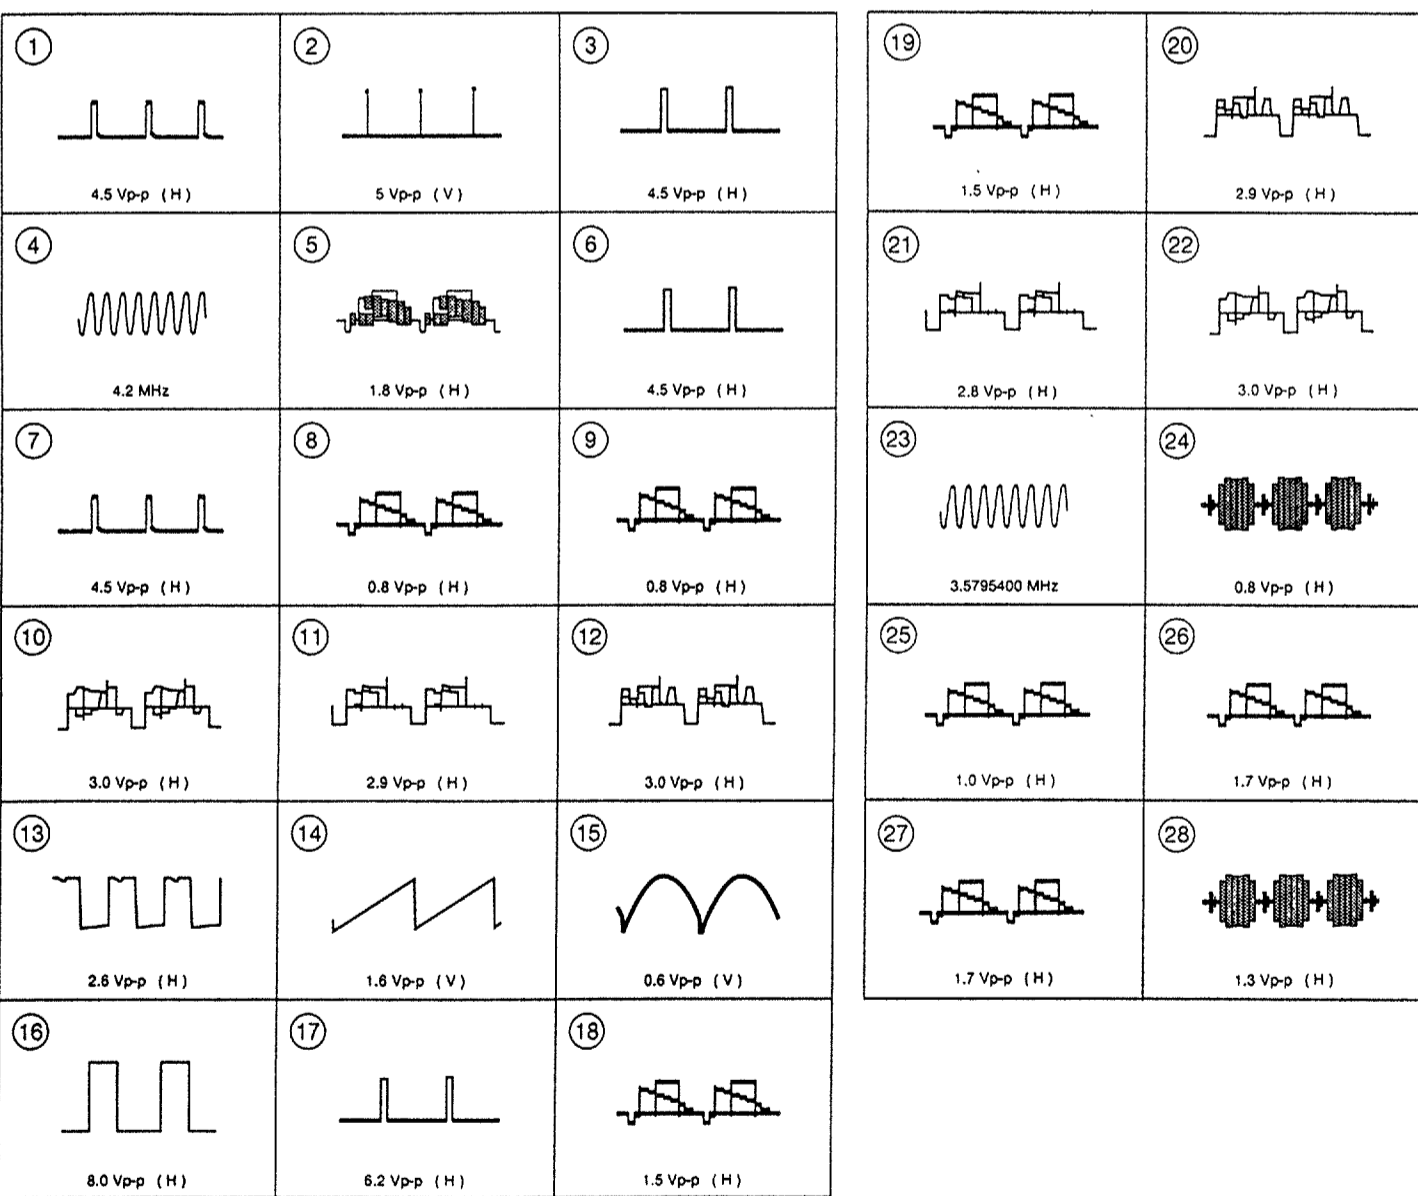 ① ② ③
4.5 Vp-p (H) 5 Vp-p (V) 4.5 Vp-p (H)
④ ⑤ ⑥
4.2 MHz 1.8 Vp-p (H) 4.5 Vp-p (H)
⑦ ⑧ ⑨
4.5 Vp-p (H) 0.8 Vp-p (H) 0.8 Vp-p (H)
⑩ ⑪ ⑫
3.0 Vp-p (H) 2.9 Vp-p (H) 3.0 Vp-p (H)
⑬ ⑭ ⑮
2.6 Vp-p (H) 1.6 Vp-p (V) 0.6 Vp-p (V)
⑯ ⑰ ⑱
8.0 Vp-p (H) 6.2 Vp-p (H) 1.5 Vp-p (H)
⑲ ⑳
1.5 Vp-p (H) 2.9 Vp-p (H)
㉑ ㉒
2.8 Vp-p (H) 3.0 Vp-p (H)
㉓ ㉔
3.5795400 MHz 0.8 Vp-p (H)
㉕ ㉖
1.0 Vp-p (H) 1.7 Vp-p (H)
㉗ ㉘
1.7 Vp-p (H) 1.3 Vp-p (H)